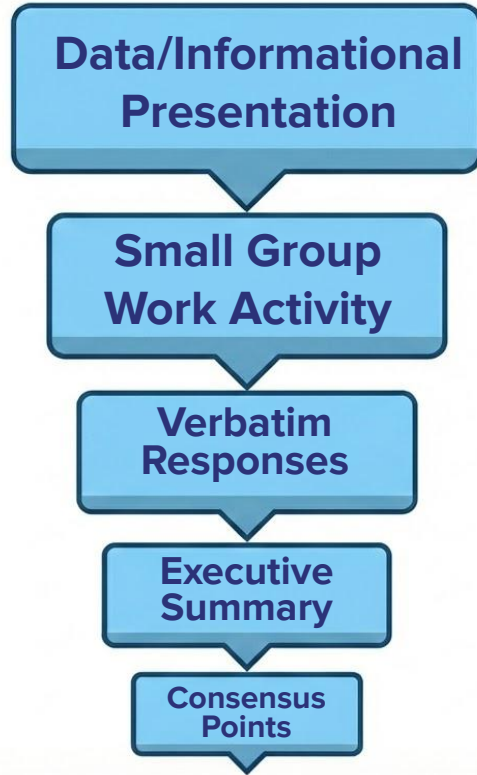 Data/Informational
Presentation
Small Group
Work Activity
Verbatim
Responses
Executive
Summary
Consensus
Points